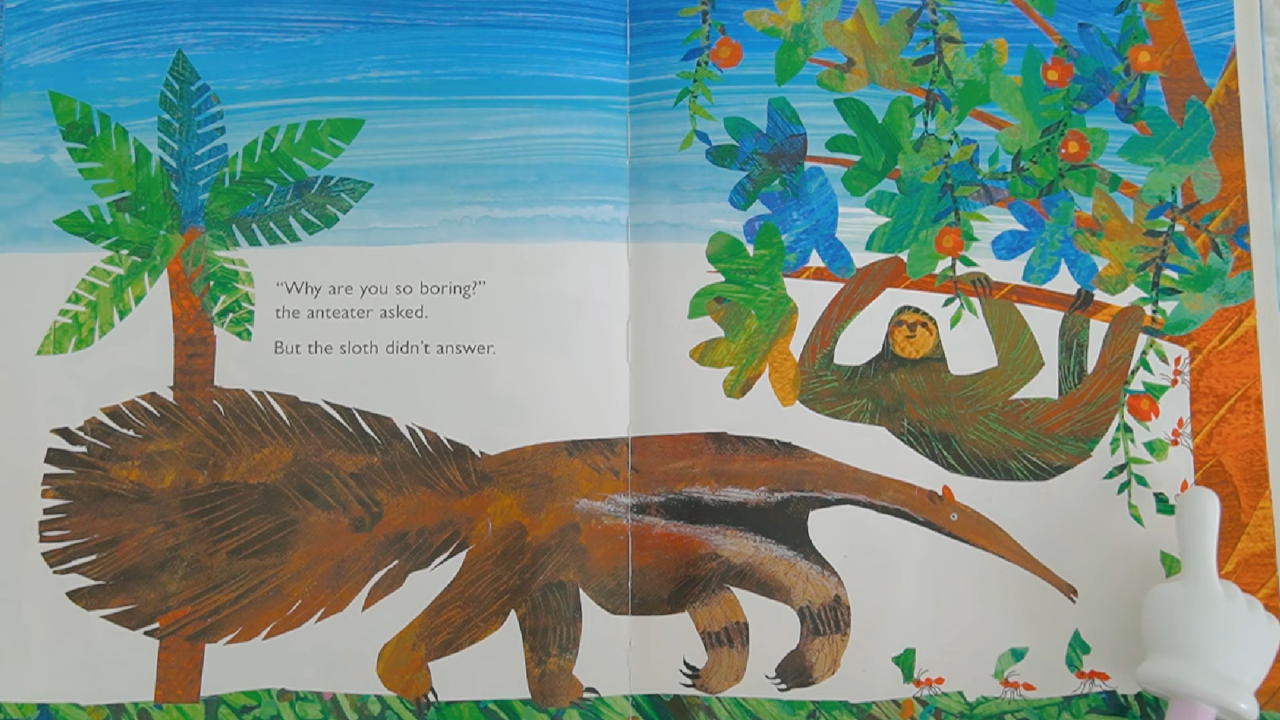 “Why are you so boring?”
the anteater asked.
But the sloth didn’t answer.